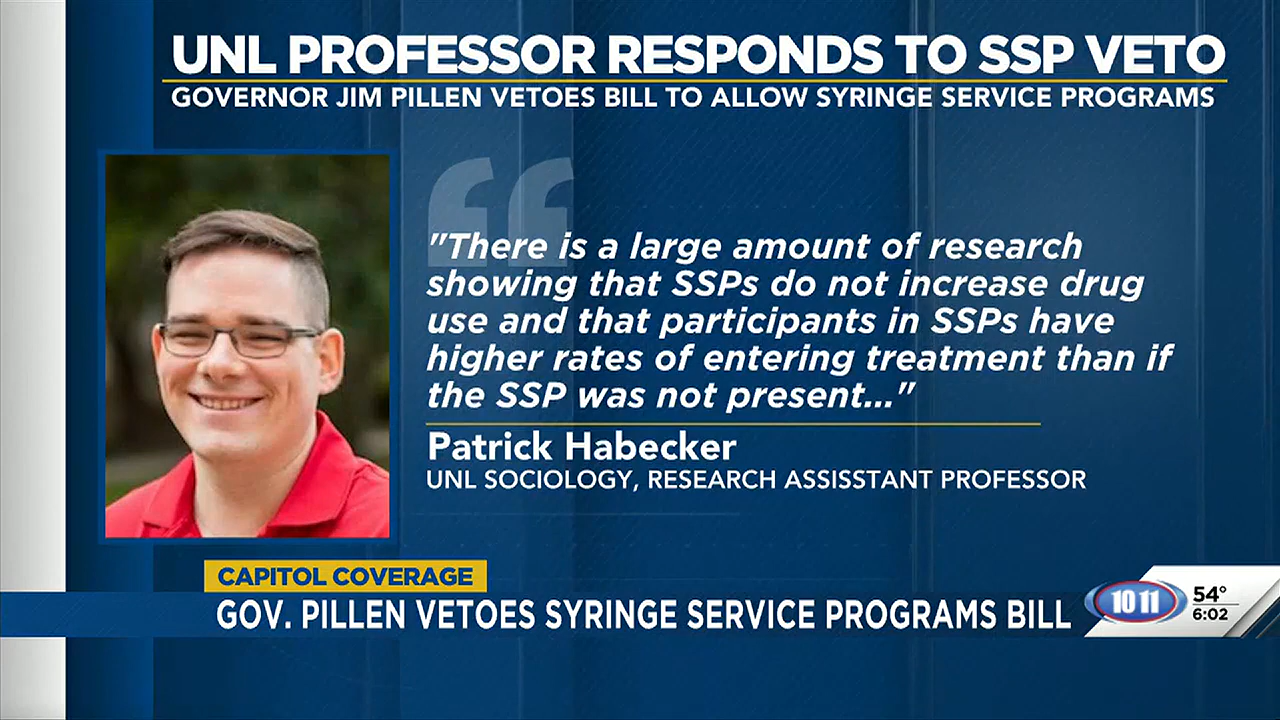 UNL PROFESSOR RESPONDS TO SSP VETO
GOVERNOR JIM PILLEN VETOES BILL TO ALLOW SYRINGE SERVICE PROGRAMS
"There is a large amount of research
showing that SSPs do not increase drug
use and that participants in SSPs have
higher rates of entering treatment than if
the SSP was not present..."
Patrick Habecker
UNL SOCIOLOGY, RESEARCH ASSISSTANT PROFESSOR
CAPITOL COVERAGE
GOV. PILLEN VETOES SYRINGE SERVICE PROGRAMS BILL
10 11
54°
6:02